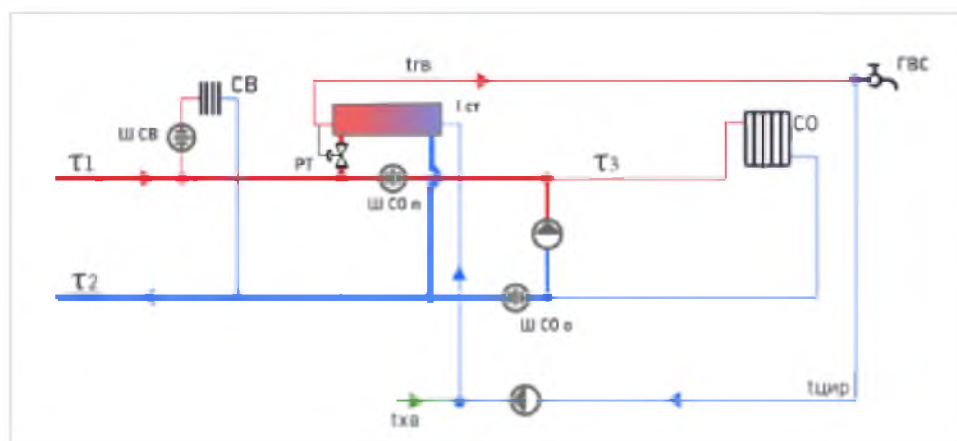 tгв
ГВС
СВ
I ст
Ш СВ
СО
РТ
τ1
τ3
Ш СО п
τ2
Ш СО о
tцир
tхв